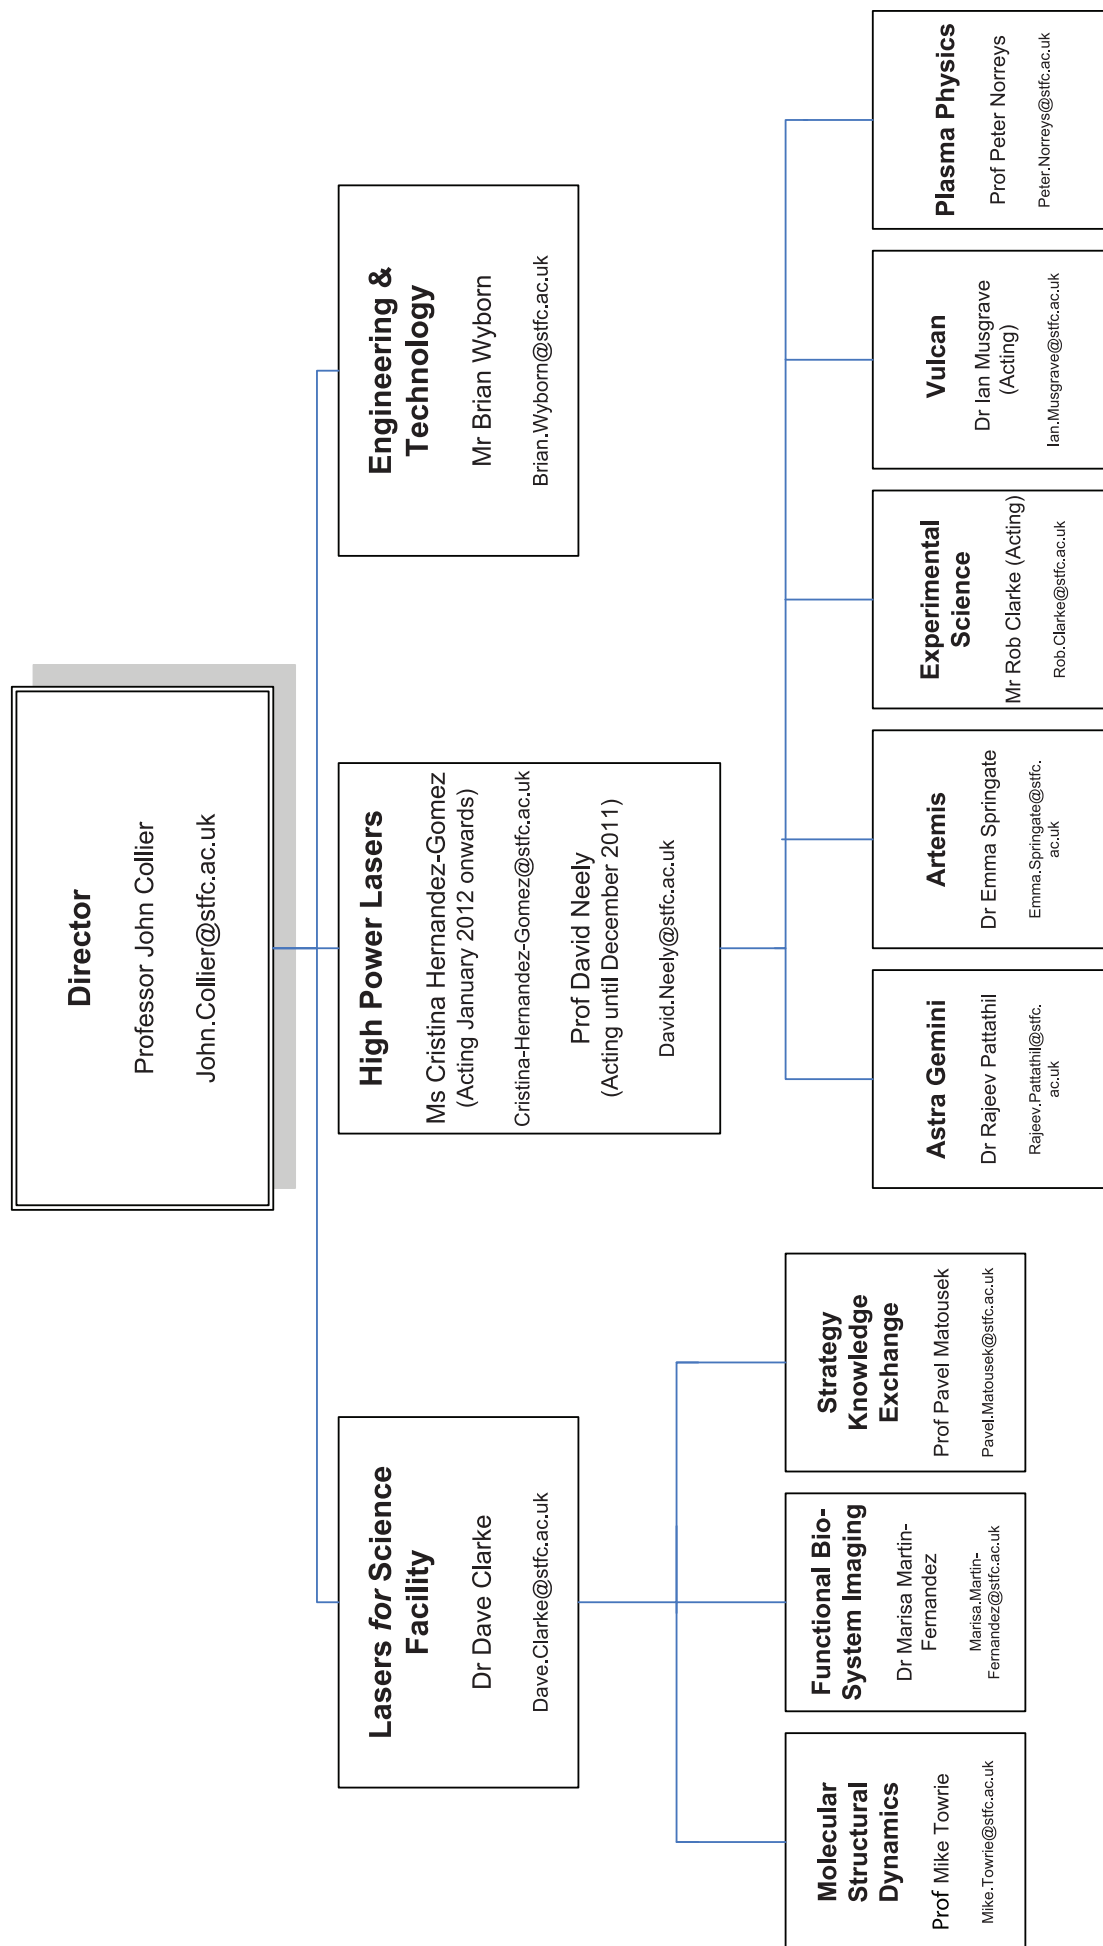 Director
Professor John Collier
John.Collier@stfc.ac.uk
Lasers for Science
Facility
Dr Dave Clarke
Dave.Clarke@stfc.ac.uk
High Power Lasers
Ms Cristina Hernandez-Gomez
(Acting January 2012 onwards)
Cristina-Hernandez-Gomez@stfc.ac.uk
Prof David Neely
(Acting until December 2011)
David.Neely@stfc.ac.uk
Engineering &
Technology
Mr Brian Wyborn
Brian.Wyborn@stfc.ac.uk
Molecular
Structural
Dynamics
Prof Mike Towrie
Mike.Towrie@stfc.ac.uk
Functional Bio-
System Imaging
Dr Marisa Martin-
Fernandez
Marisa.Martin-
Fernandez@stfc.ac.uk
Strategy
Knowledge
Exchange
Prof Pavel Matousek
Pavel.Matousek@stfc.ac.uk
Astra Gemini
Dr Rajeev Pattathil
Rajeev.Pattathil@stfc.
ac.uk
Artemis
Dr Emma Springate
Emma.Springate@stfc.
ac.uk
Experimental
Science
Mr Rob Clarke (Acting)
Rob.Clarke@stfc.ac.uk
Vulcan
Dr Ian Musgrave
(Acting)
Ian.Musgrave@stfc.ac.uk
Plasma Physics
Prof Peter Norreys
Peter.Norreys@stfc.ac.uk